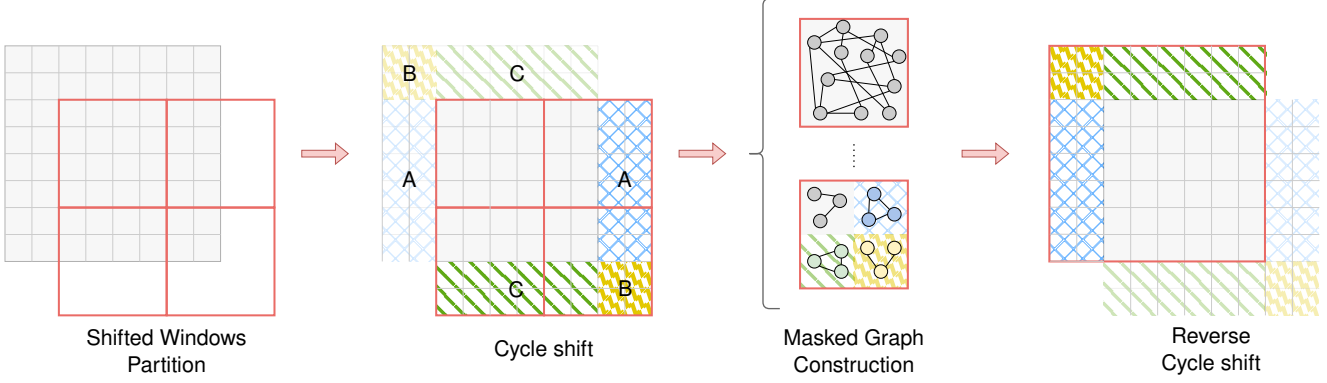 B
C
A
A
C
B
Shifted Windows
Partition
Cycle shift
Masked Graph
Construction
Reverse
Cycle shift